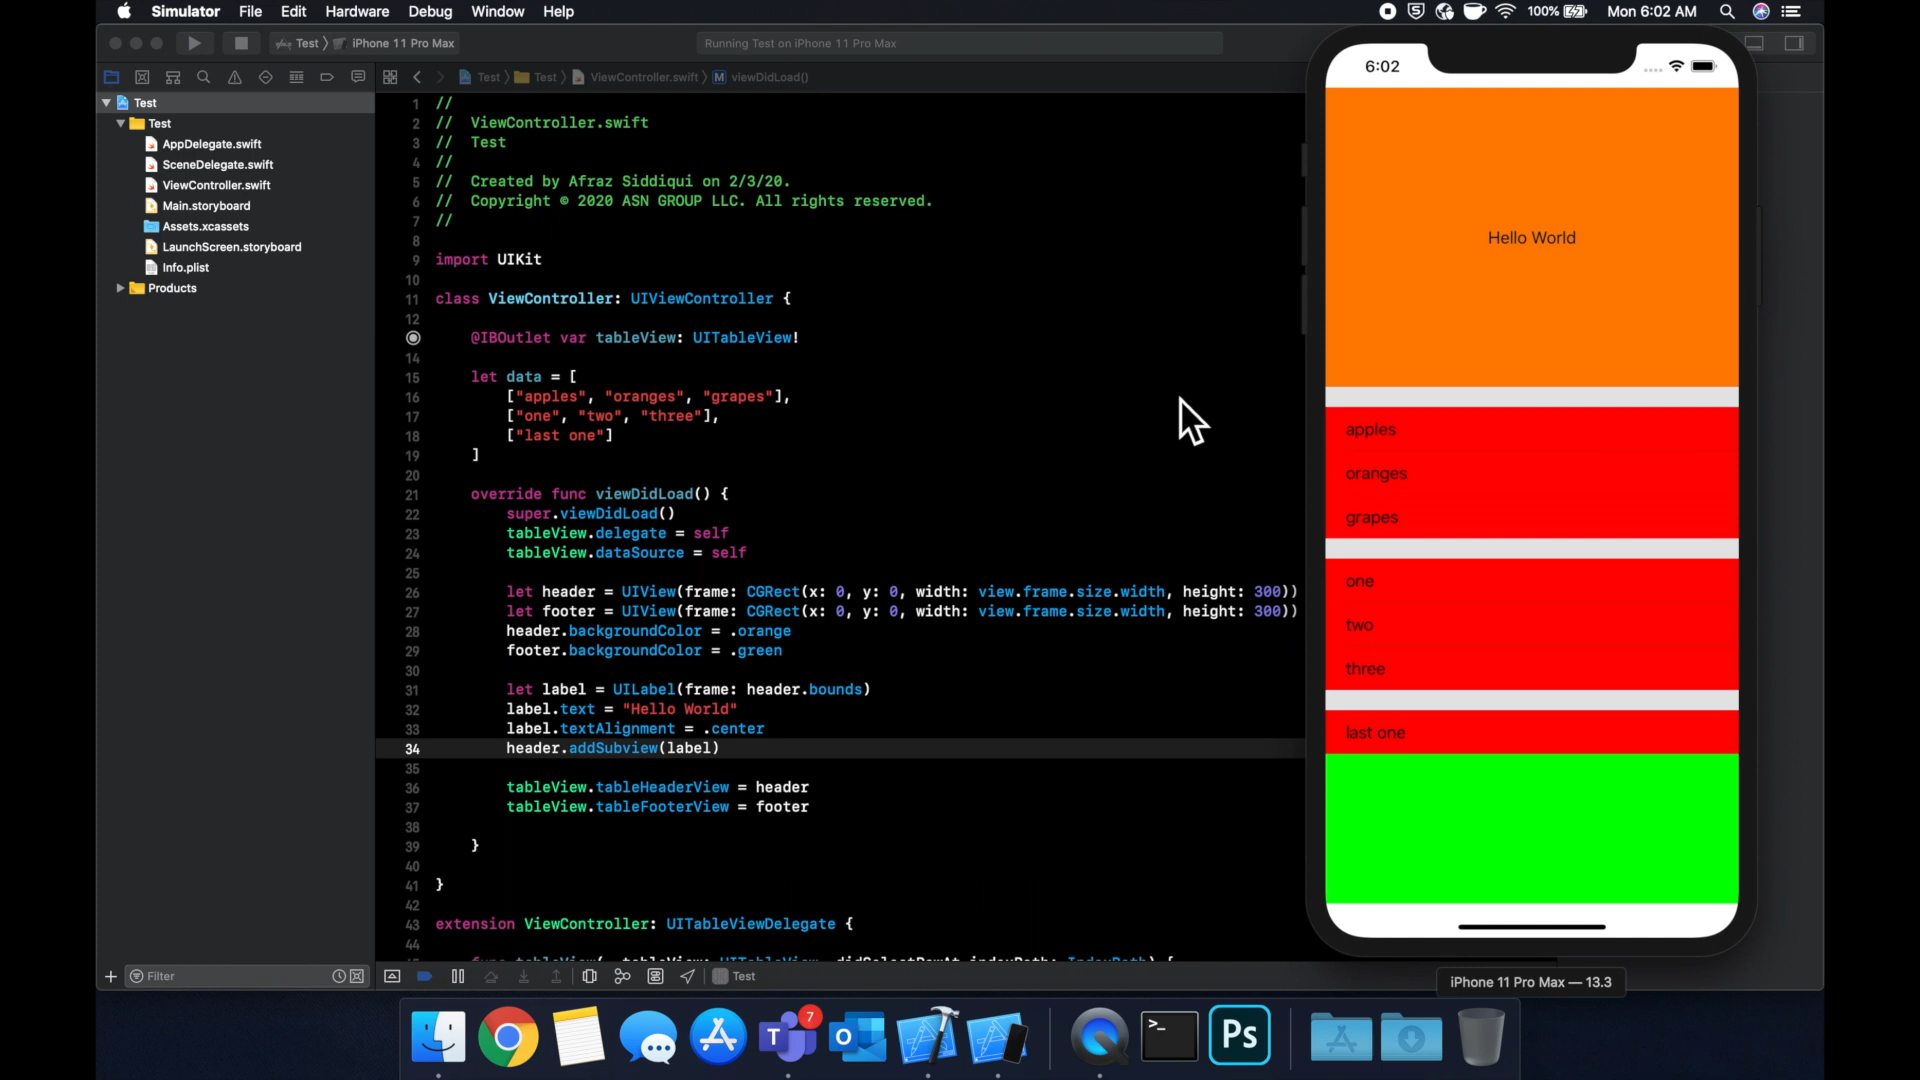 Simulator File Edit Hardware Debug Window Help
100% Mon 6:02 AM
Test iPhone 11 Pro Max
Running Test on iPhone 11 Pro Max
Test Test ViewController.swift M viewDidLoad()
Test
Test
AppDelegate.swift
SceneDelegate.swift
ViewController.swift
Main.storyboard
Assets.xcassets
LaunchScreen.storyboard
Info.plist
Products
1 //
2 // ViewController.swift
3 // Test
4 //
5 // Created by Afraz Siddiqui on 2/3/20.
6 // Copyright © 2020 ASN GROUP LLC. All rights reserved.
7 //
8
9 import UIKit
10
11 class ViewController: UIViewController {
12
@IBOutlet var tableView: UITableView!
14
15 let data = [
16 ["apples", "oranges", "grapes"],
17 ["one", "two", "three"],
18 ["last one"]
19 ]
20
21 override func viewDidLoad() {
22 super.viewDidLoad()
23 tableView.delegate = self
24 tableView.dataSource = self
25
26 let header = UIView(frame: CGRect(x: 0, y: 0, width: view.frame.size.width, height: 300))
27 let footer = UIView(frame: CGRect(x: 0, y: 0, width: view.frame.size.width, height: 300))
28 header.backgroundColor = .orange
29 footer.backgroundColor = .green
30
31 let label = UILabel(frame: header.bounds)
32 label.text = "Hello World"
33 label.textAlignment = .center
34 header.addSubview(label)
35
36 tableView.tableHeaderView = header
37 tableView.tableFooterView = footer
38
39 }
40
41 }
42
43 extension ViewController: UITableViewDelegate {
44
6:02
Hello World
apples
oranges
grapes
one
two
three
last one
Filter
Test
iPhone 11 Pro Max — 13.3
T
7
O
>_
Ps